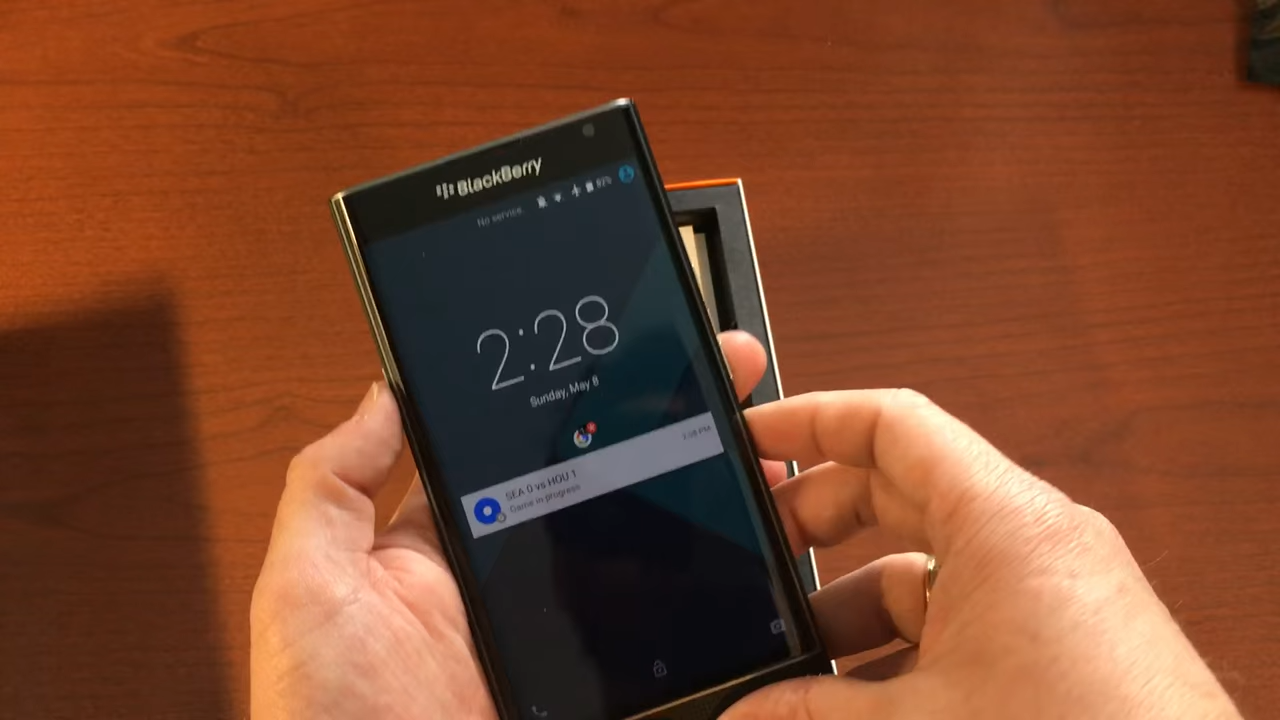 BlackBerry
No service
2:28
Sunday, May 8
SEA 0 vs HOU 1
Game in progress